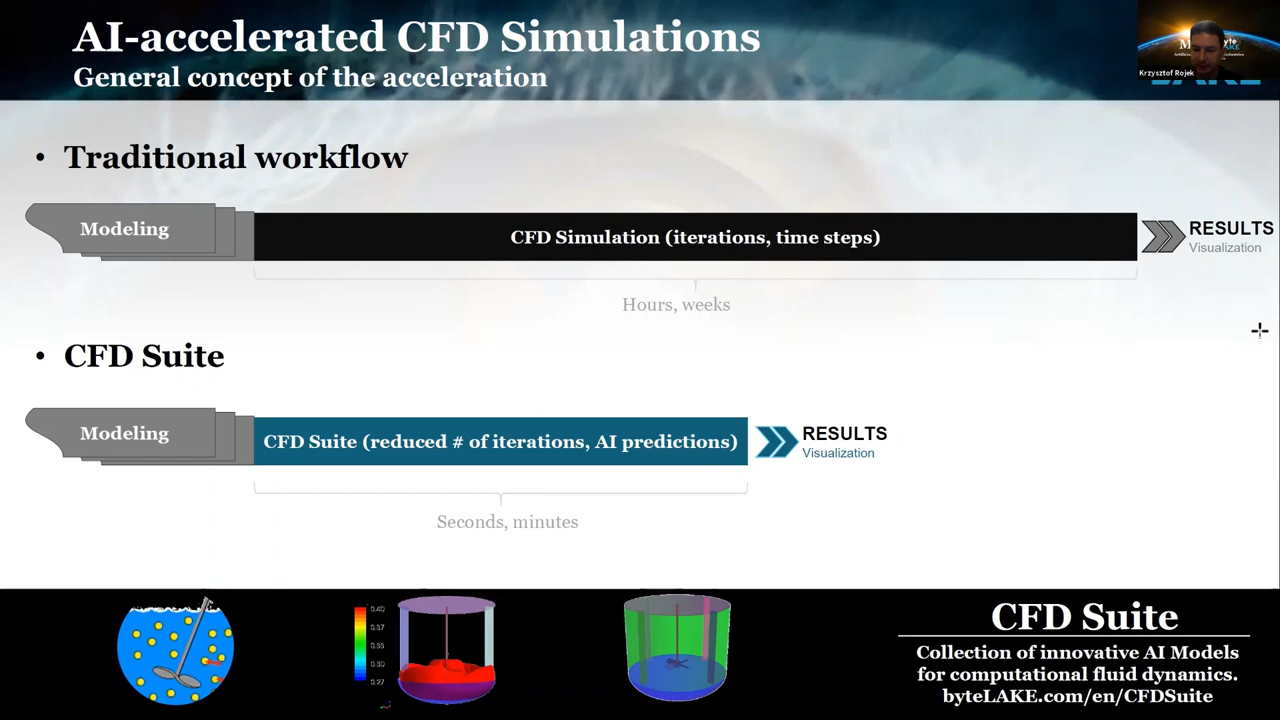 AI-accelerated CFD Simulations
General concept of the acceleration
Krzysztof Rojek
• Traditional workflow
Modeling
CFD Simulation (iterations, time steps)
RESULTS
Visualization
Hours, weeks
• CFD Suite
Modeling
CFD Suite (reduced # of iterations, AI predictions)
RESULTS
Visualization
Seconds, minutes
CFD Suite
Collection of innovative AI Models
for computational fluid dynamics.
byteLAKE.com/en/CFDSuite